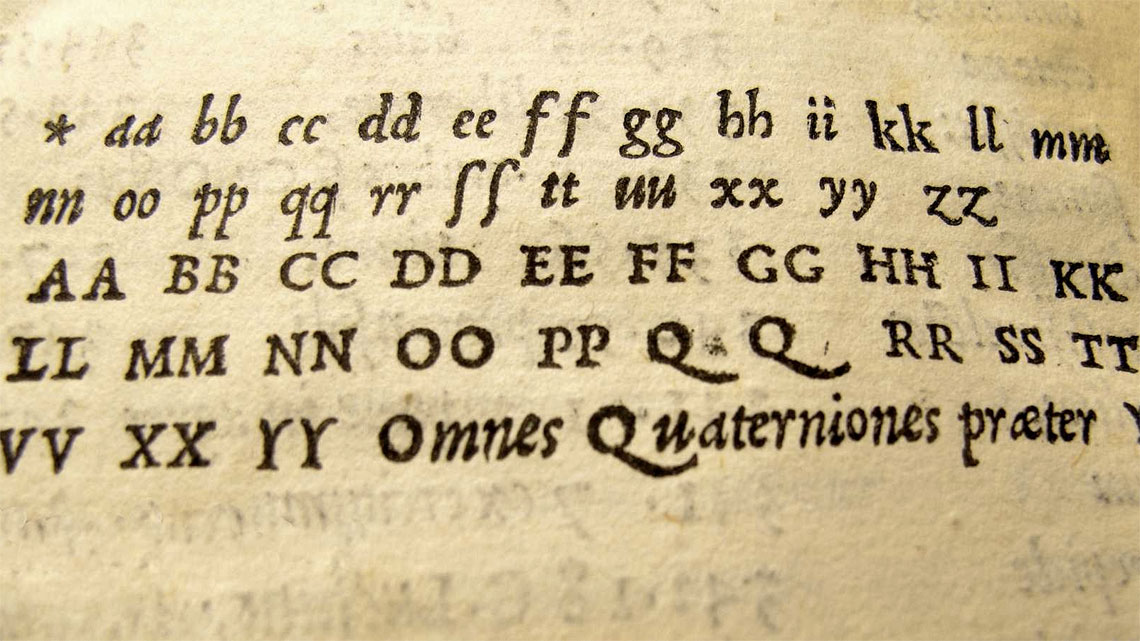 * aa bb cc dd ee ff gg hh ii kk ll mm
nn oo pp qq rr ſſ tt uu xx yy zz
AA BB CC DD EE FF GG HH II KK
LL MM NN OO PP QQ RR SS TT
VV XX YY Omnes Quaterniones præter